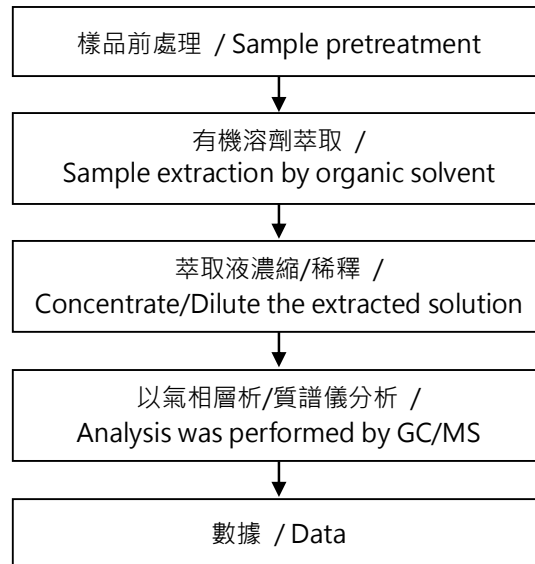 樣品前處理 / Sample pretreatment
有機溶劑萃取 /
Sample extraction by organic solvent
萃取液濃縮/稀釋 /
Concentrate/Dilute the extracted solution
以氣相層析/質譜儀分析 /
Analysis was performed by GC/MS
數據 / Data